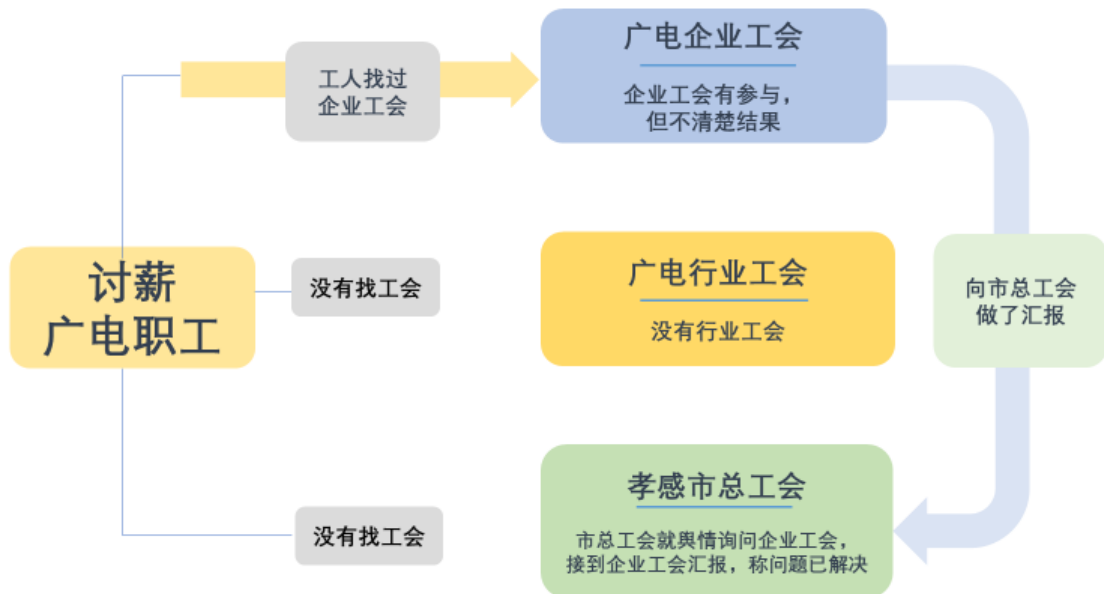 广电企业工会
工人找过
企业工会
企业工会有参与，
但不清楚结果
讨薪
广电职工
没有找工会
广电行业工会
没有行业工会
向市总工会
做了汇报
没有找工会
孝感市总工会
市总工会就舆情询问企业工会，
接到企业工会汇报，称问题已解决